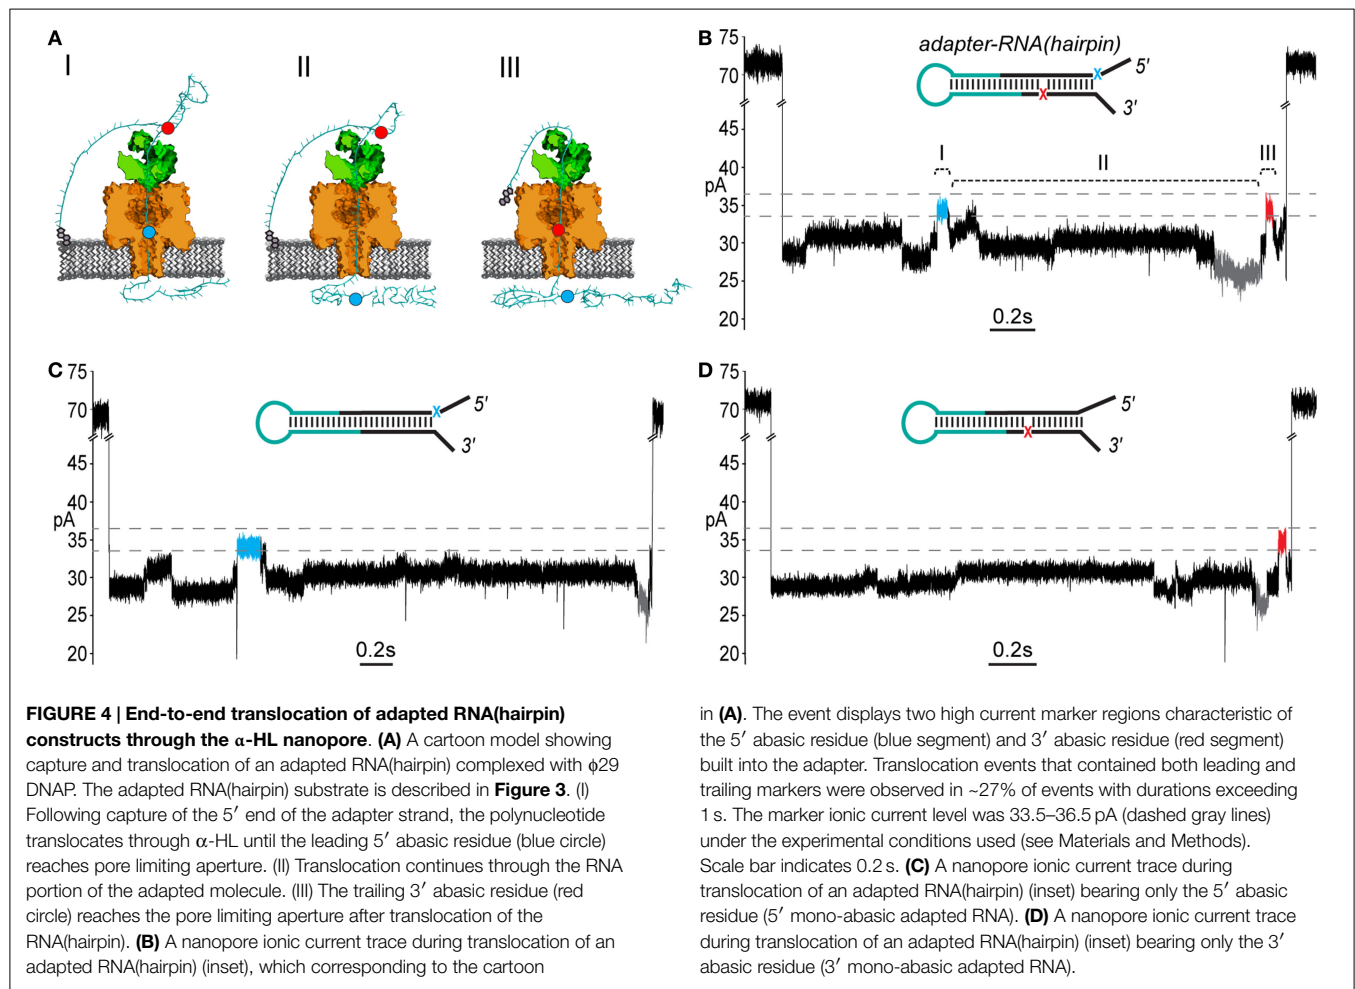 A
I
II
III
B
adapter-RNA(hairpin)
5′
3′
75
70
45
40
pA
35
30
25
20
I
II
III
0.2s
C
75
70
45
40
pA
35
30
25
20
5′
3′
0.2s
D
75
70
45
40
pA
35
30
25
20
5′
3′
0.2s
FIGURE 4 | End-to-end translocation of adapted RNA(hairpin)
constructs through the α-HL nanopore. (A) A cartoon model showing
capture and translocation of an adapted RNA(hairpin) complexed with ϕ29
DNAP. The adapted RNA(hairpin) substrate is described in Figure 3. (I)
Following capture of the 5′ end of the adapter strand, the polynucleotide
translocates through α-HL until the leading 5′ abasic residue (blue circle)
reaches pore limiting aperture. (II) Translocation continues through the RNA
portion of the adapted molecule. (III) The trailing 3′ abasic residue (red
circle) reaches the pore limiting aperture after translocation of the
RNA(hairpin). (B) A nanopore ionic current trace during translocation of an
adapted RNA(hairpin) (inset), which corresponding to the cartoon
in (A). The event displays two high current marker regions characteristic of
the 5′ abasic residue (blue segment) and 3′ abasic residue (red segment)
built into the adapter. Translocation events that contained both leading and
trailing markers were observed in ~27% of events with durations exceeding
1 s. The marker ionic current level was 33.5–36.5 pA (dashed gray lines)
under the experimental conditions used (see Materials and Methods).
Scale bar indicates 0.2 s. (C) A nanopore ionic current trace during
translocation of an adapted RNA(hairpin) (inset) bearing only the 5′ abasic
residue (5′ mono-abasic adapted RNA). (D) A nanopore ionic current trace
during translocation of an adapted RNA(hairpin) (inset) bearing only the 3′
abasic residue (3′ mono-abasic adapted RNA).